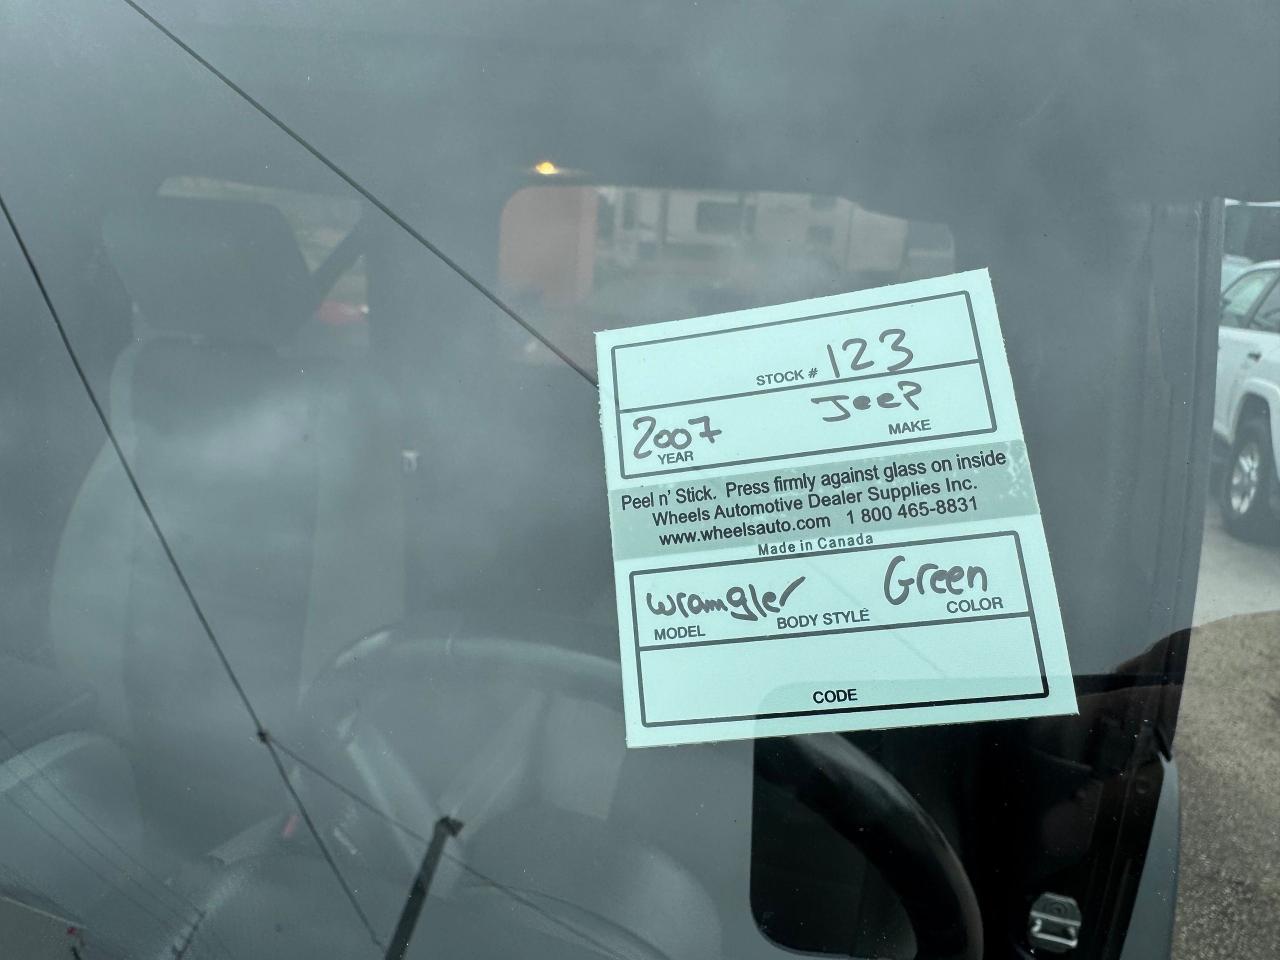 STOCK # 123
2007 Jeep
YEAR MAKE
Peel n' Stick. Press firmly against glass on inside
Wheels Automotive Dealer Supplies Inc.
www.wheelsauto.com 1 800 465-8831
Made in Canada
Wrangler Green
MODEL BODY STYLE COLOR
CODE